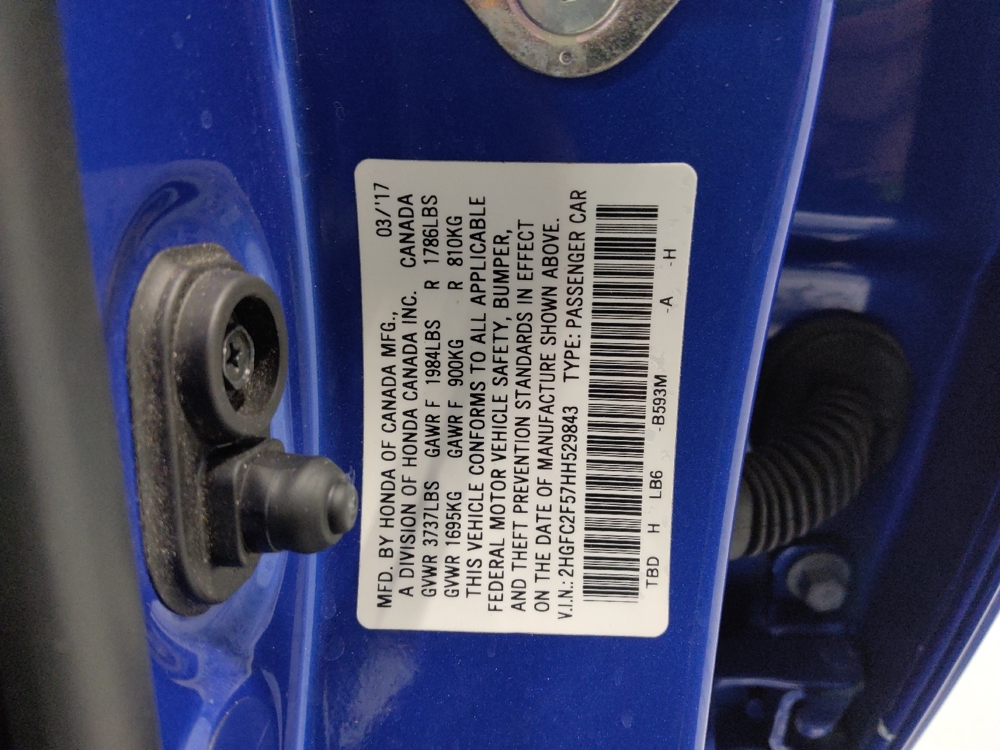 MFD. BY HONDA OF CANADA MFG., 03/'17
A DIVISION OF HONDA CANADA INC. CANADA
GVWR 3737LBS GAWR F 1984LBS R 1786LBS
GVWR 1695KG GAWR F 900KG R 810KG
THIS VEHICLE CONFORMS TO ALL APPLICABLE
FEDERAL MOTOR VEHICLE SAFETY, BUMPER,
AND THEFT PREVENTION STANDARDS IN EFFECT
ON THE DATE OF MANUFACTURE SHOWN ABOVE.
V.I.N.: 2HGFC2F57HH529843 TYPE: PASSENGER CAR
TBD H LB6 -B593M -A -H